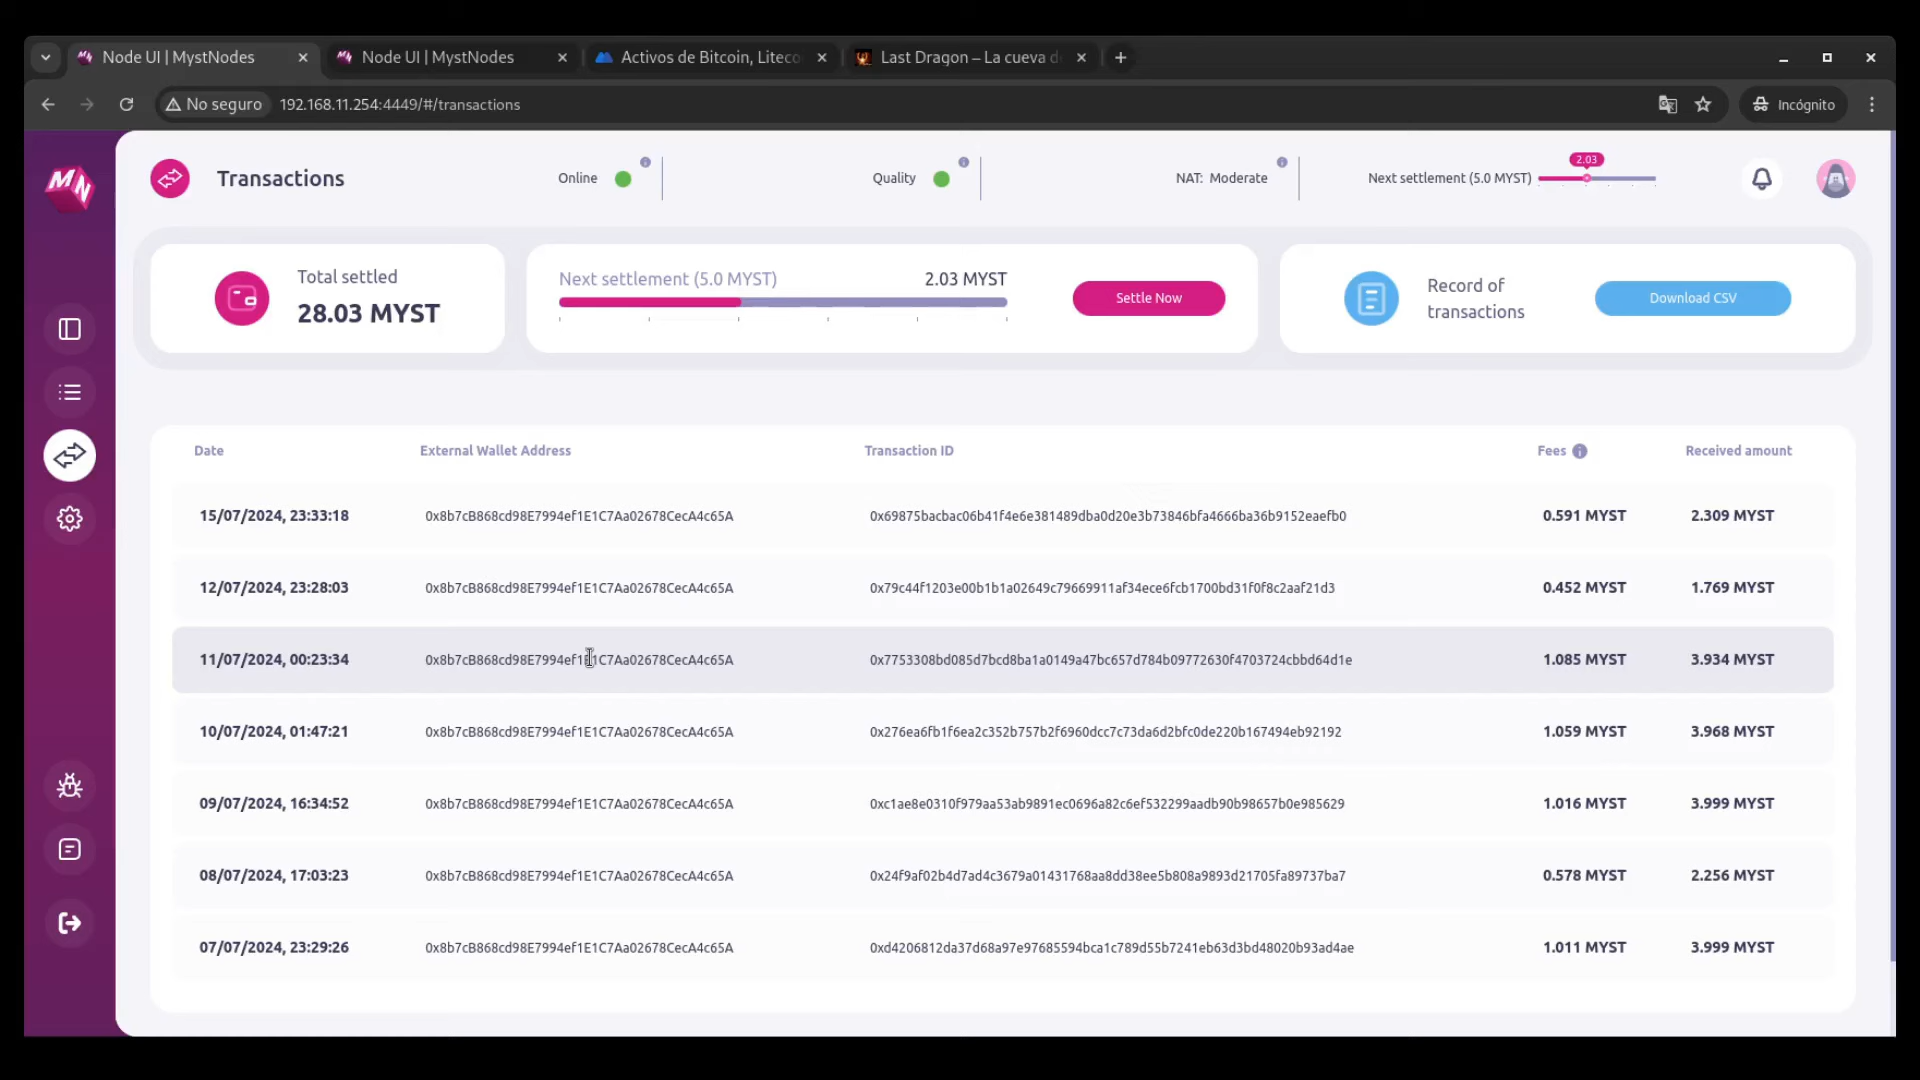 Node UI | MystNodes
Node UI | MystNodes
Activos de Bitcoin, Liteco
Last Dragon – La cueva d
No seguro
192.168.11.254:4449/#/transactions
Incógnito
MN
Transactions
Online
Quality
NAT: Moderate
Next settlement (5.0 MYST)
2.03
Total settled
28.03 MYST
Next settlement (5.0 MYST)
2.03 MYST
Settle Now
Record of
transactions
Download CSV
Date External Wallet Address Transaction ID Fees Received amount
15/07/2024, 23:33:18 0x8b7cB868cd98E7994ef1E1C7Aa02678CecA4c65A 0x69875bacbac06b41f4e6e381489dba0d20e3b73846bfa4666ba36b9152eaefb0 0.591 MYST 2.309 MYST
12/07/2024, 23:28:03 0x8b7cB868cd98E7994ef1E1C7Aa02678CecA4c65A 0x79c44f1203e00b1b1a02649c79669911af34ece6fcb1700bd31f0f8c2aaf21d3 0.452 MYST 1.769 MYST
11/07/2024, 00:23:34 0x8b7cB868cd98E7994ef1E1C7Aa02678CecA4c65A 0x7753308bd085d7bcd8ba1a0149a47bc657d784b09772630f4703724cbbd64d1e 1.085 MYST 3.934 MYST
10/07/2024, 01:47:21 0x8b7cB868cd98E7994ef1E1C7Aa02678CecA4c65A 0x276ea6fb1f6ea2c352b757b2f6960dcc7c73da6d2bfc0de220b167494eb92192 1.059 MYST 3.968 MYST
09/07/2024, 16:34:52 0x8b7cB868cd98E7994ef1E1C7Aa02678CecA4c65A 0xc1ae8e0310f979aa53ab9891ec0696a82c6ef532299aadb90b98657b0e985629 1.016 MYST 3.999 MYST
08/07/2024, 17:03:23 0x8b7cB868cd98E7994ef1E1C7Aa02678CecA4c65A 0x24f9af02b4d7ad4c3679a01431768aa8dd38ee5b808a9893d21705fa89737ba7 0.578 MYST 2.256 MYST
07/07/2024, 23:29:26 0x8b7cB868cd98E7994ef1E1C7Aa02678CecA4c65A 0xd4206812da37d68a97e97685594bca1c789d55b7241eb63d3bd48020b93ad4ae 1.011 MYST 3.999 MYST